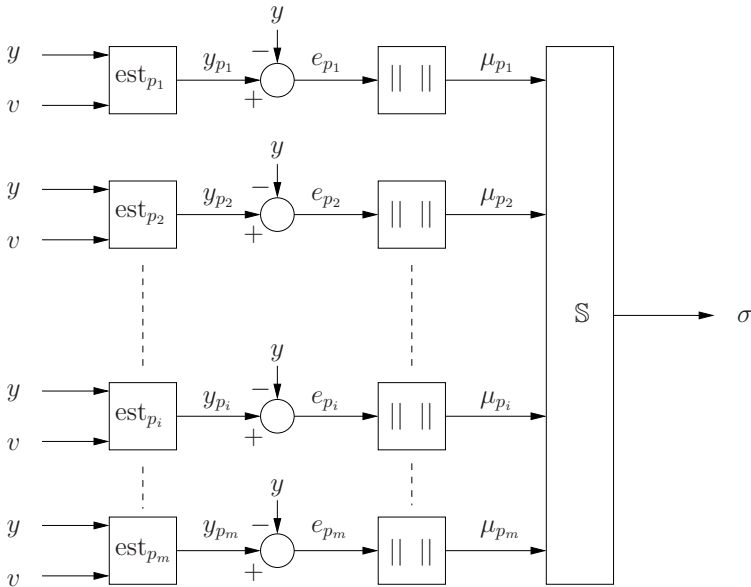 y
y est_{p_1} y_{p_1} − e_{p_1} || || μ_{p_1}
v +
y
y est_{p_2} y_{p_2} − e_{p_2} || || μ_{p_2}
v +
𝕊 σ
y
y est_{p_i} y_{p_i} − e_{p_i} || || μ_{p_i}
v +
y
y est_{p_m} y_{p_m} − e_{p_m} || || μ_{p_m}
v +